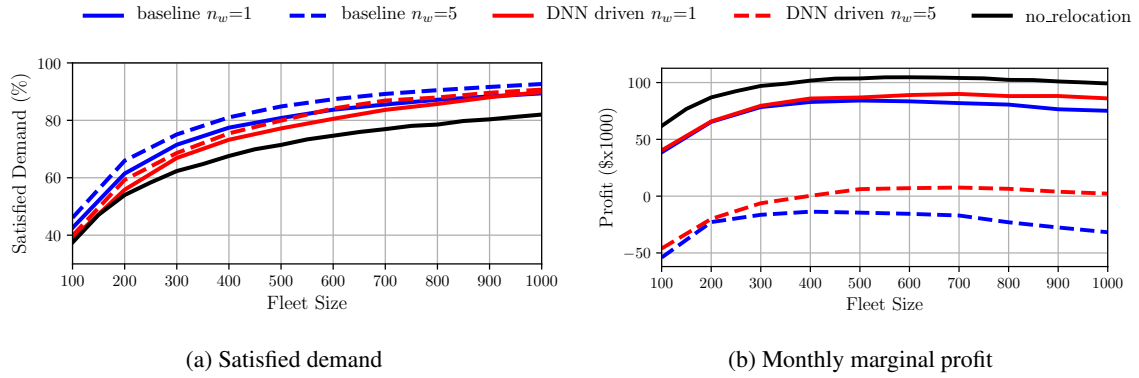 baseline n_w=1 baseline n_w=5 DNN driven n_w=1 DNN driven n_w=5 no_relocation
Satisfied Demand (%)
100
80
60
40
100 200 300 400 500 600 700 800 900 1000
Fleet Size
(a) Satisfied demand
Profit ($x1000)
100
50
0
−50
100 200 300 400 500 600 700 800 900 1000
Fleet Size
(b) Monthly marginal profit